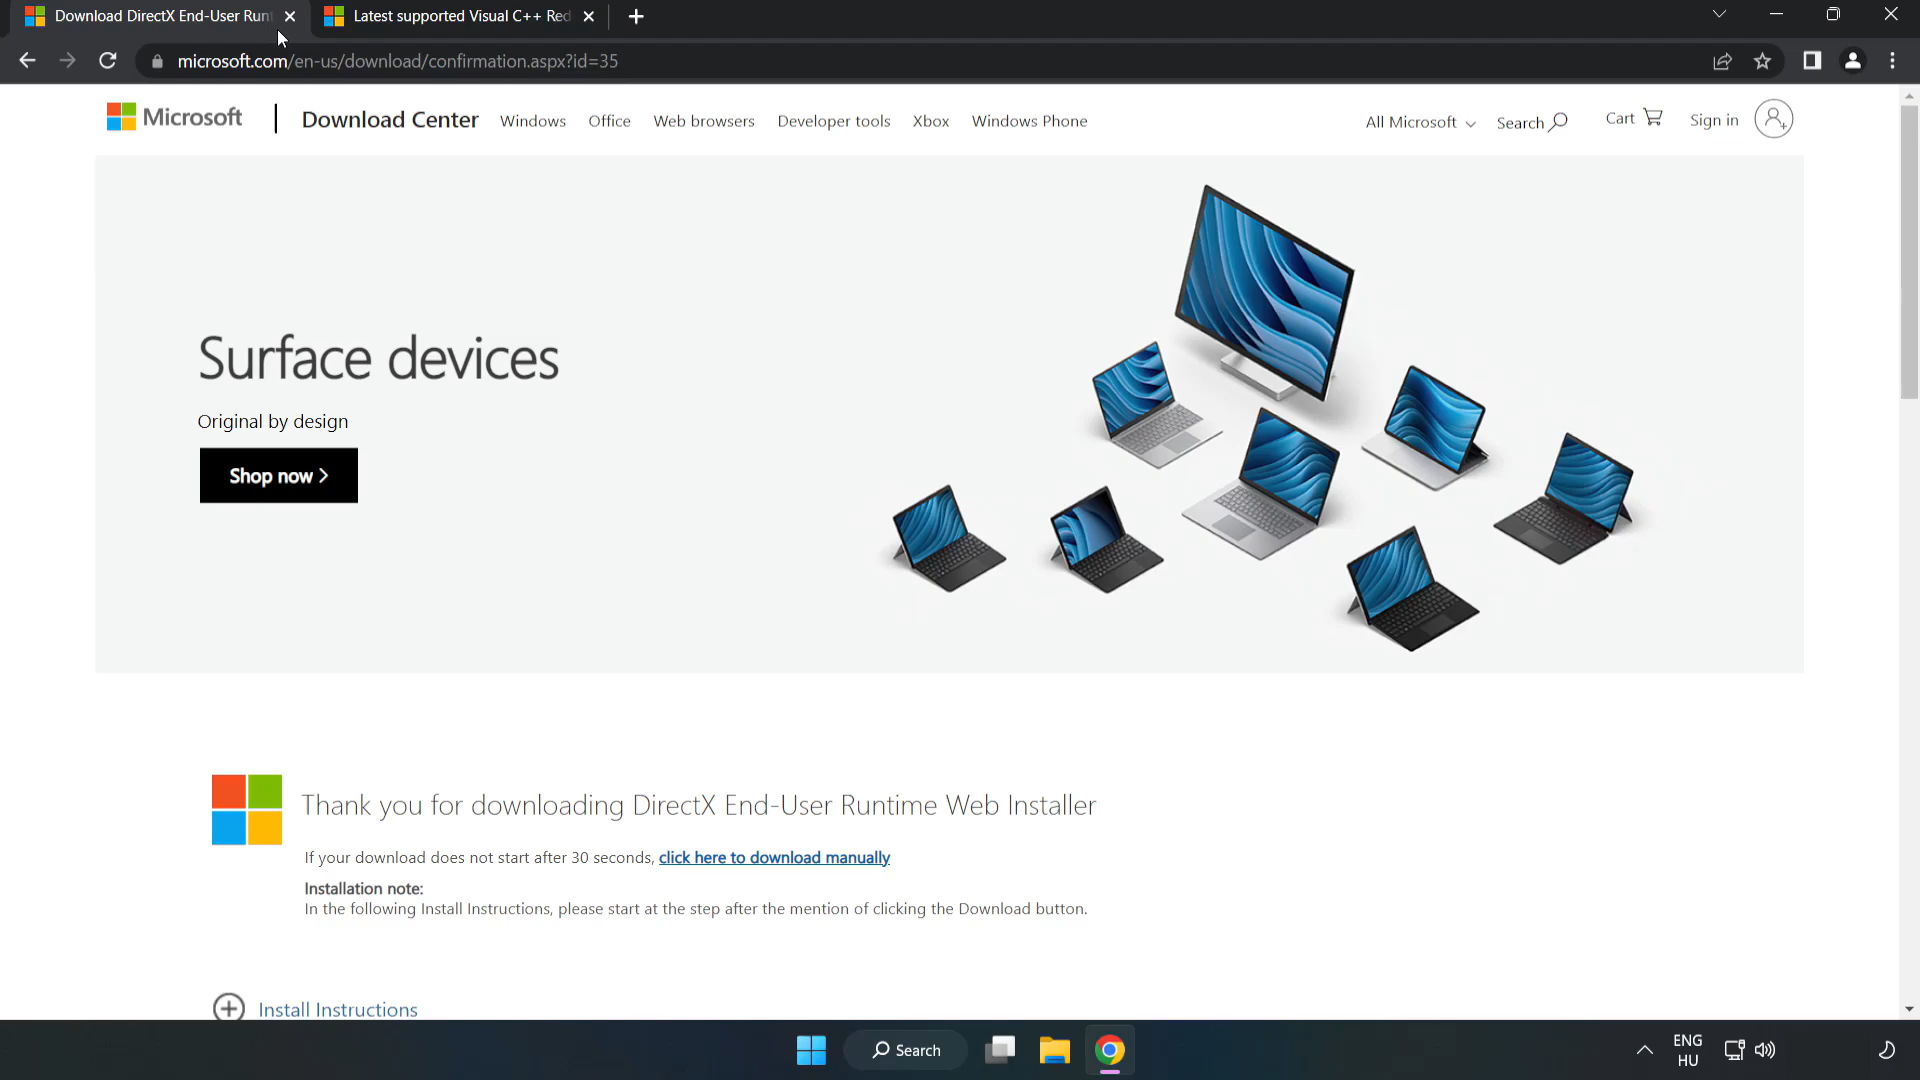 Download DirectX End-User Runt
Latest supported Visual C++ Red
microsoft.com/en-us/download/confirmation.aspx?id=35
Microsoft
Download Center
Windows
Office
Web browsers
Developer tools
Xbox
Windows Phone
All Microsoft
Search
Cart
Sign in
Surface devices
Original by design
Shop now
Thank you for downloading DirectX End-User Runtime Web Installer
If your download does not start after 30 seconds, click here to download manually
Installation note:
In the following Install Instructions, please start at the step after the mention of clicking the Download button.
Install Instructions
Search
ENG
HU